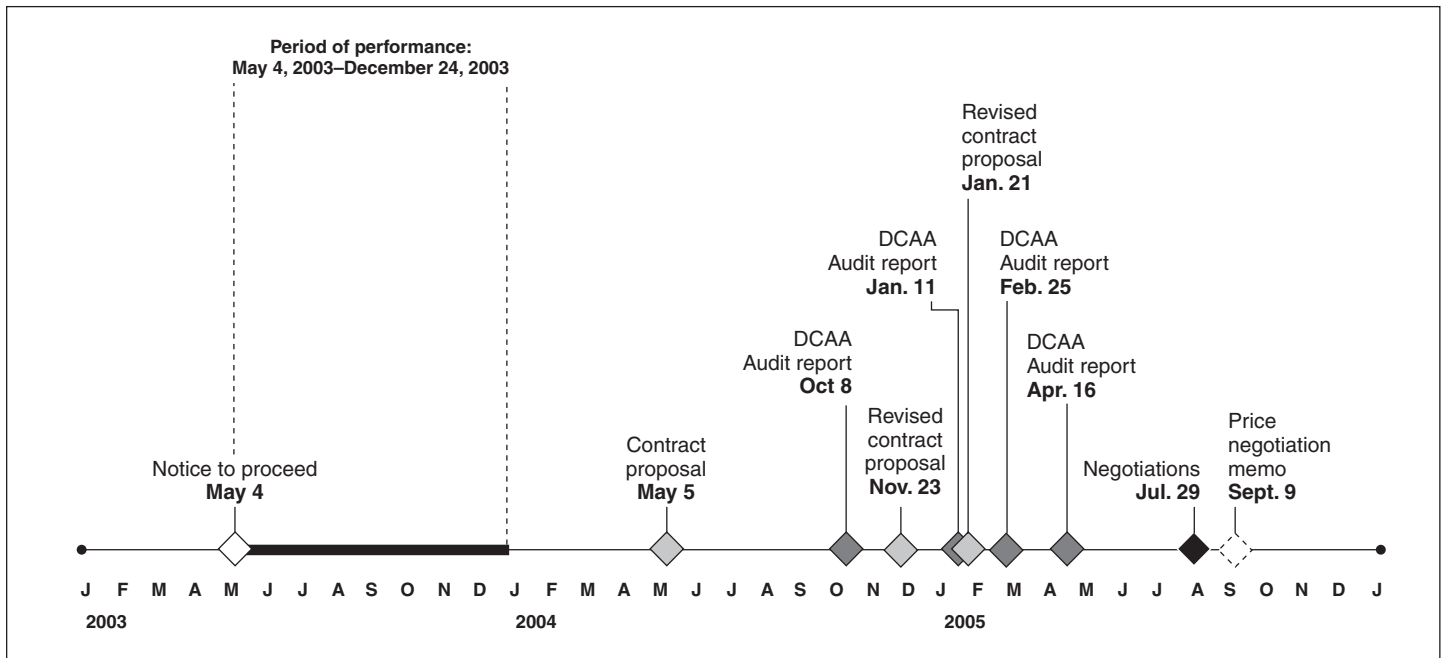 Period of performance:
May 4, 2003–December 24, 2003
Revised
contract
proposal
Jan. 21
DCAA
Audit report
Jan. 11
DCAA
Audit report
Feb. 25
DCAA
Audit report
Oct 8
DCAA
Audit report
Apr. 16
Notice to proceed
May 4
Contract
proposal
May 5
Revised
contract
proposal
Nov. 23
Negotiations
Jul. 29
Price
negotiation
memo
Sept. 9
J F M A M J J A S O N D J F M A M J J A S O N D J F M A M J J A S O N D J
2003 2004 2005